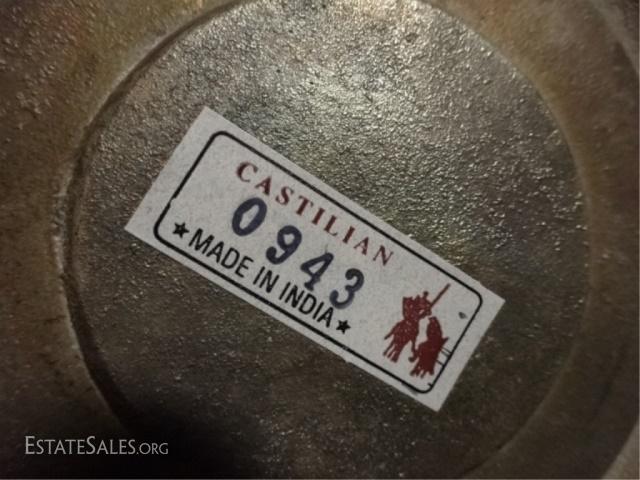 CASTILIAN
0943
★MADE IN INDIA★
ESTATESALES.ORG